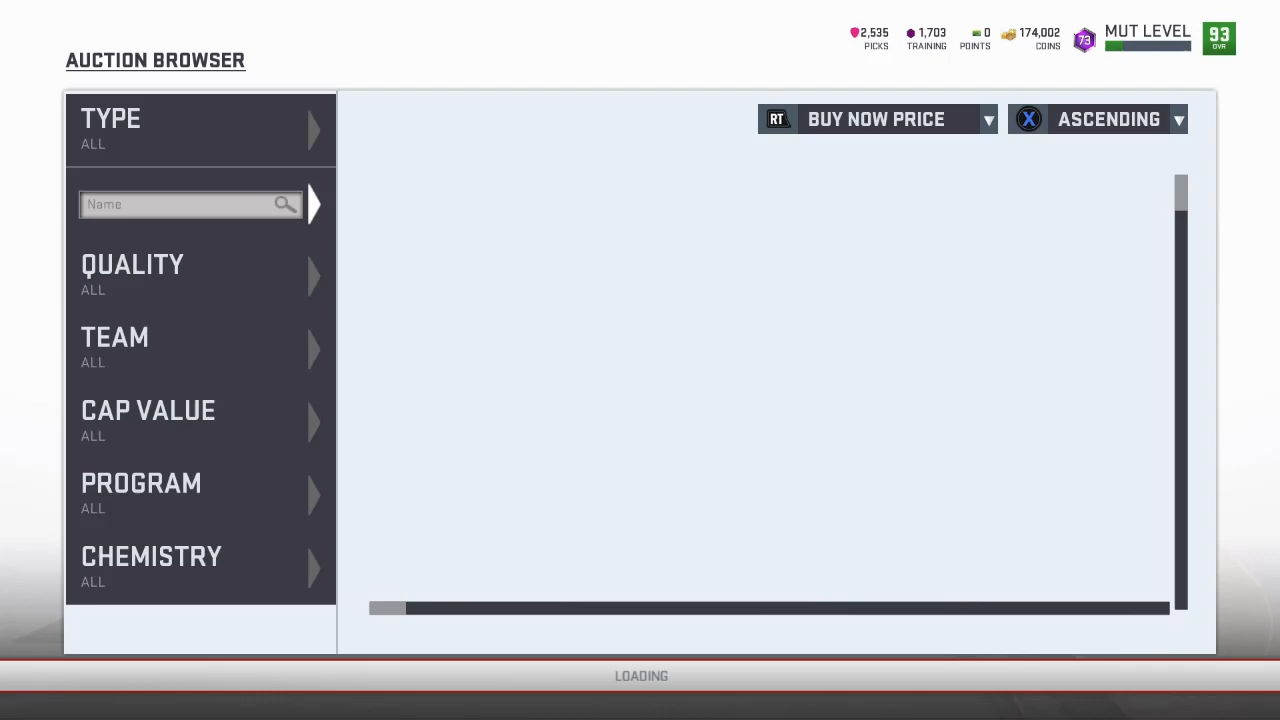 AUCTION BROWSER
2,535 PICKS
1,703 TRAINING
0 POINTS
174,002 COINS
73
MUT LEVEL
93 OVR
TYPE
ALL
Name
QUALITY
ALL
TEAM
ALL
CAP VALUE
ALL
PROGRAM
ALL
CHEMISTRY
ALL
RT BUY NOW PRICE
X ASCENDING
LOADING